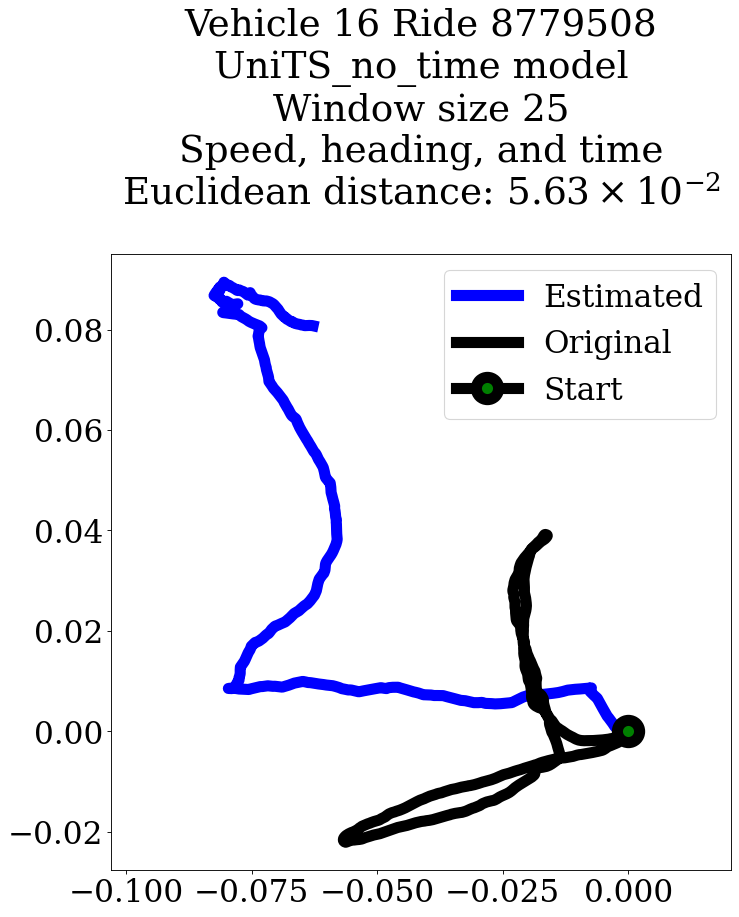 Vehicle 16 Ride 8779508
UniTS_no_time model
Window size 25
Speed, heading, and time
Euclidean distance: 5.63 × 10⁻²
Estimated
Original
Start
0.08
0.06
0.04
0.02
0.00
−0.02
−0.100 −0.075 −0.050 −0.025 0.000